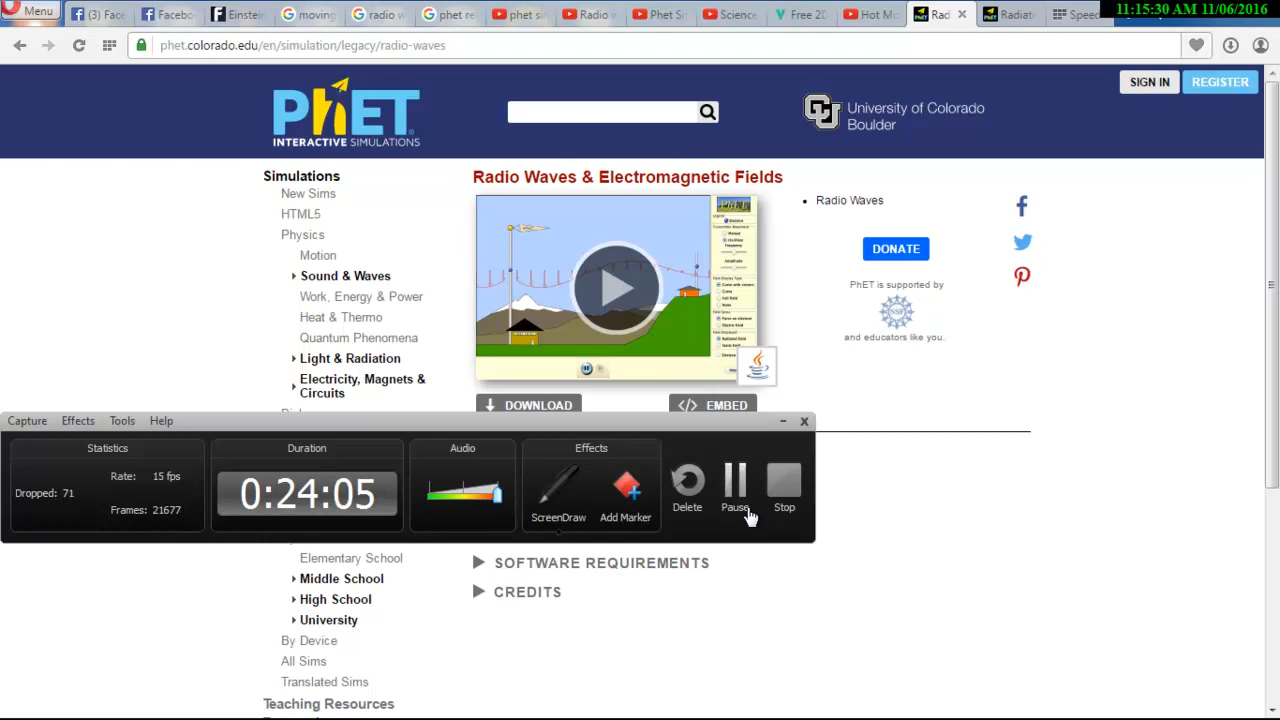 Menu
(3) Face
Facebo
Einstei
moving
radio w
phet re
phet si
Radio w
Phet Si
Science
Free 20
Hot Mo
Rad
Radiat
Speec
11:15:30 AM 11/06/2016
phet.colorado.edu/en/simulation/legacy/radio-waves
SIGN IN
REGISTER
PhET
INTERACTIVE SIMULATIONS
CU
University of Colorado
Boulder
Simulations
New Sims
HTML5
Physics
Motion
Sound & Waves
Work, Energy & Power
Heat & Thermo
Quantum Phenomena
Light & Radiation
Electricity, Magnets &
Circuits
Radio Waves & Electromagnetic Fields
PhET
DOWNLOAD
EMBED
Radio Waves
DONATE
PhET is supported by
NSF
and educators like you.
Capture
Effects
Tools
Help
Statistics
Rate: 15 fps
Dropped: 71
Frames: 21677
Duration
0:24:05
Audio
Effects
ScreenDraw
Add Marker
Delete
Pause
Stop
Elementary School
Middle School
High School
University
By Device
All Sims
Translated Sims
Teaching Resources
SOFTWARE REQUIREMENTS
CREDITS